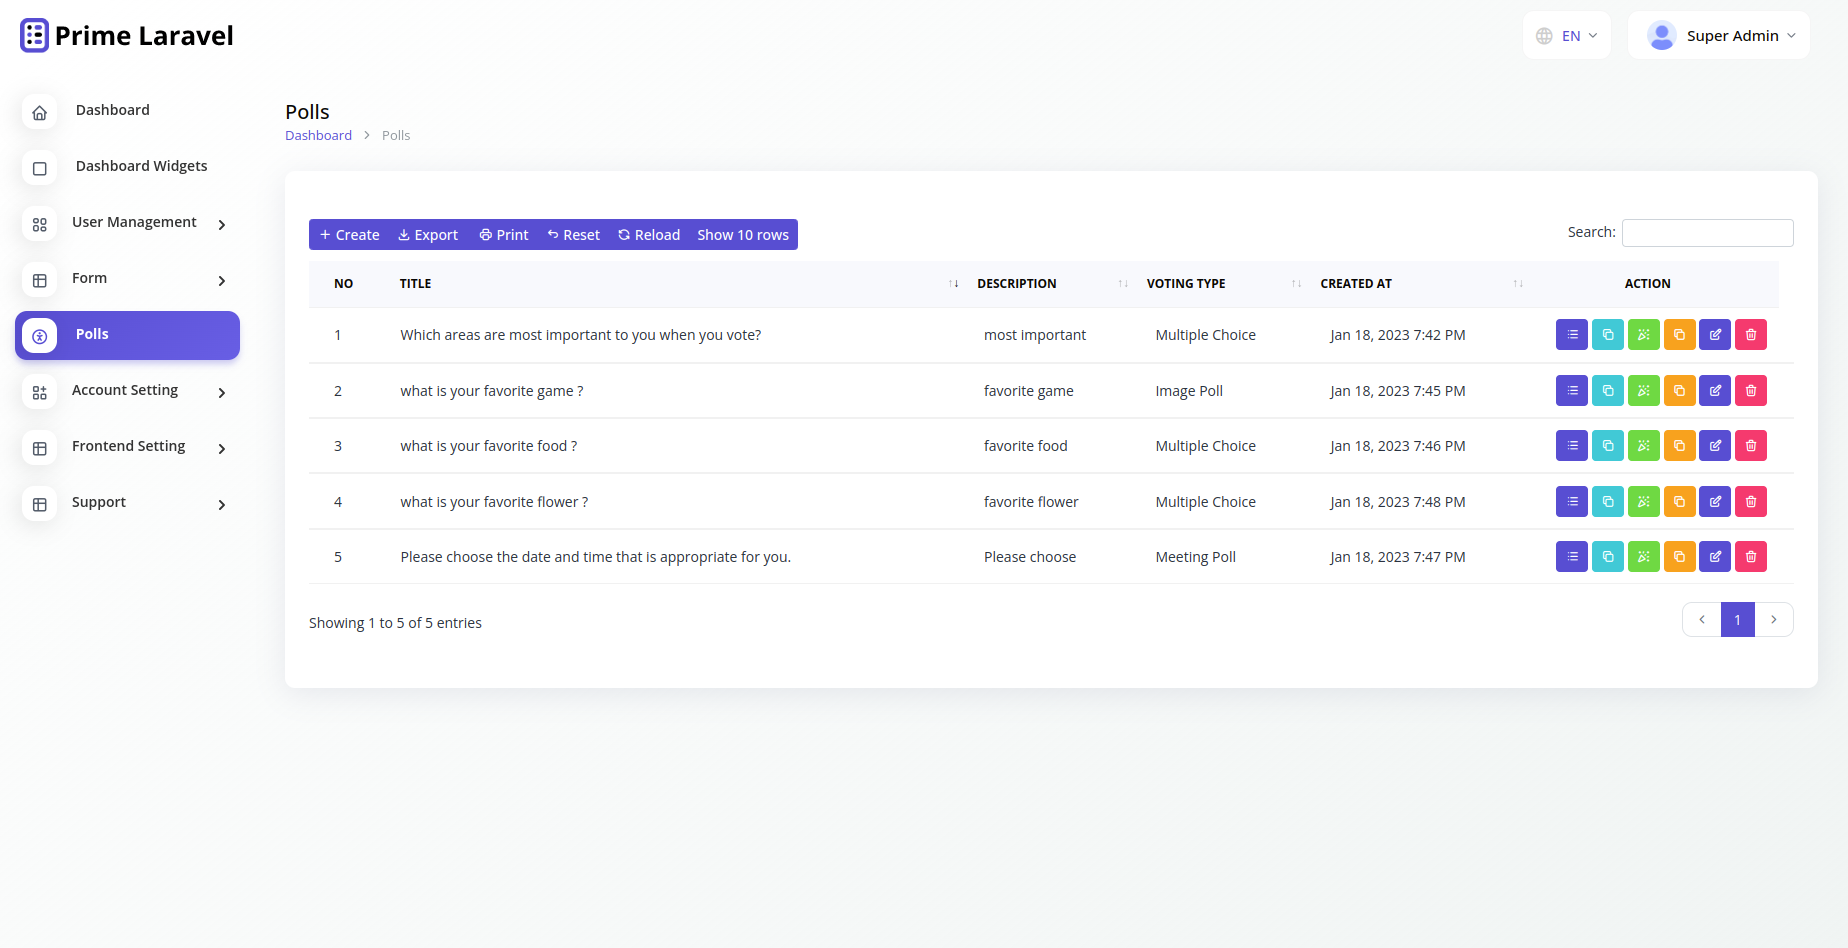 Prime Laravel
EN
Super Admin
Dashboard
Dashboard Widgets
User Management
Form
Polls
Account Setting
Frontend Setting
Support
Polls
Dashboard > Polls
Create Export Print Reset Reload Show 10 rows
Search:
NO TITLE DESCRIPTION VOTING TYPE CREATED AT ACTION
1 Which areas are most important to you when you vote? most important Multiple Choice Jan 18, 2023 7:42 PM
2 what is your favorite game ? favorite game Image Poll Jan 18, 2023 7:45 PM
3 what is your favorite food ? favorite food Multiple Choice Jan 18, 2023 7:46 PM
4 what is your favorite flower ? favorite flower Multiple Choice Jan 18, 2023 7:48 PM
5 Please choose the date and time that is appropriate for you. Please choose Meeting Poll Jan 18, 2023 7:47 PM
Showing 1 to 5 of 5 entries
1